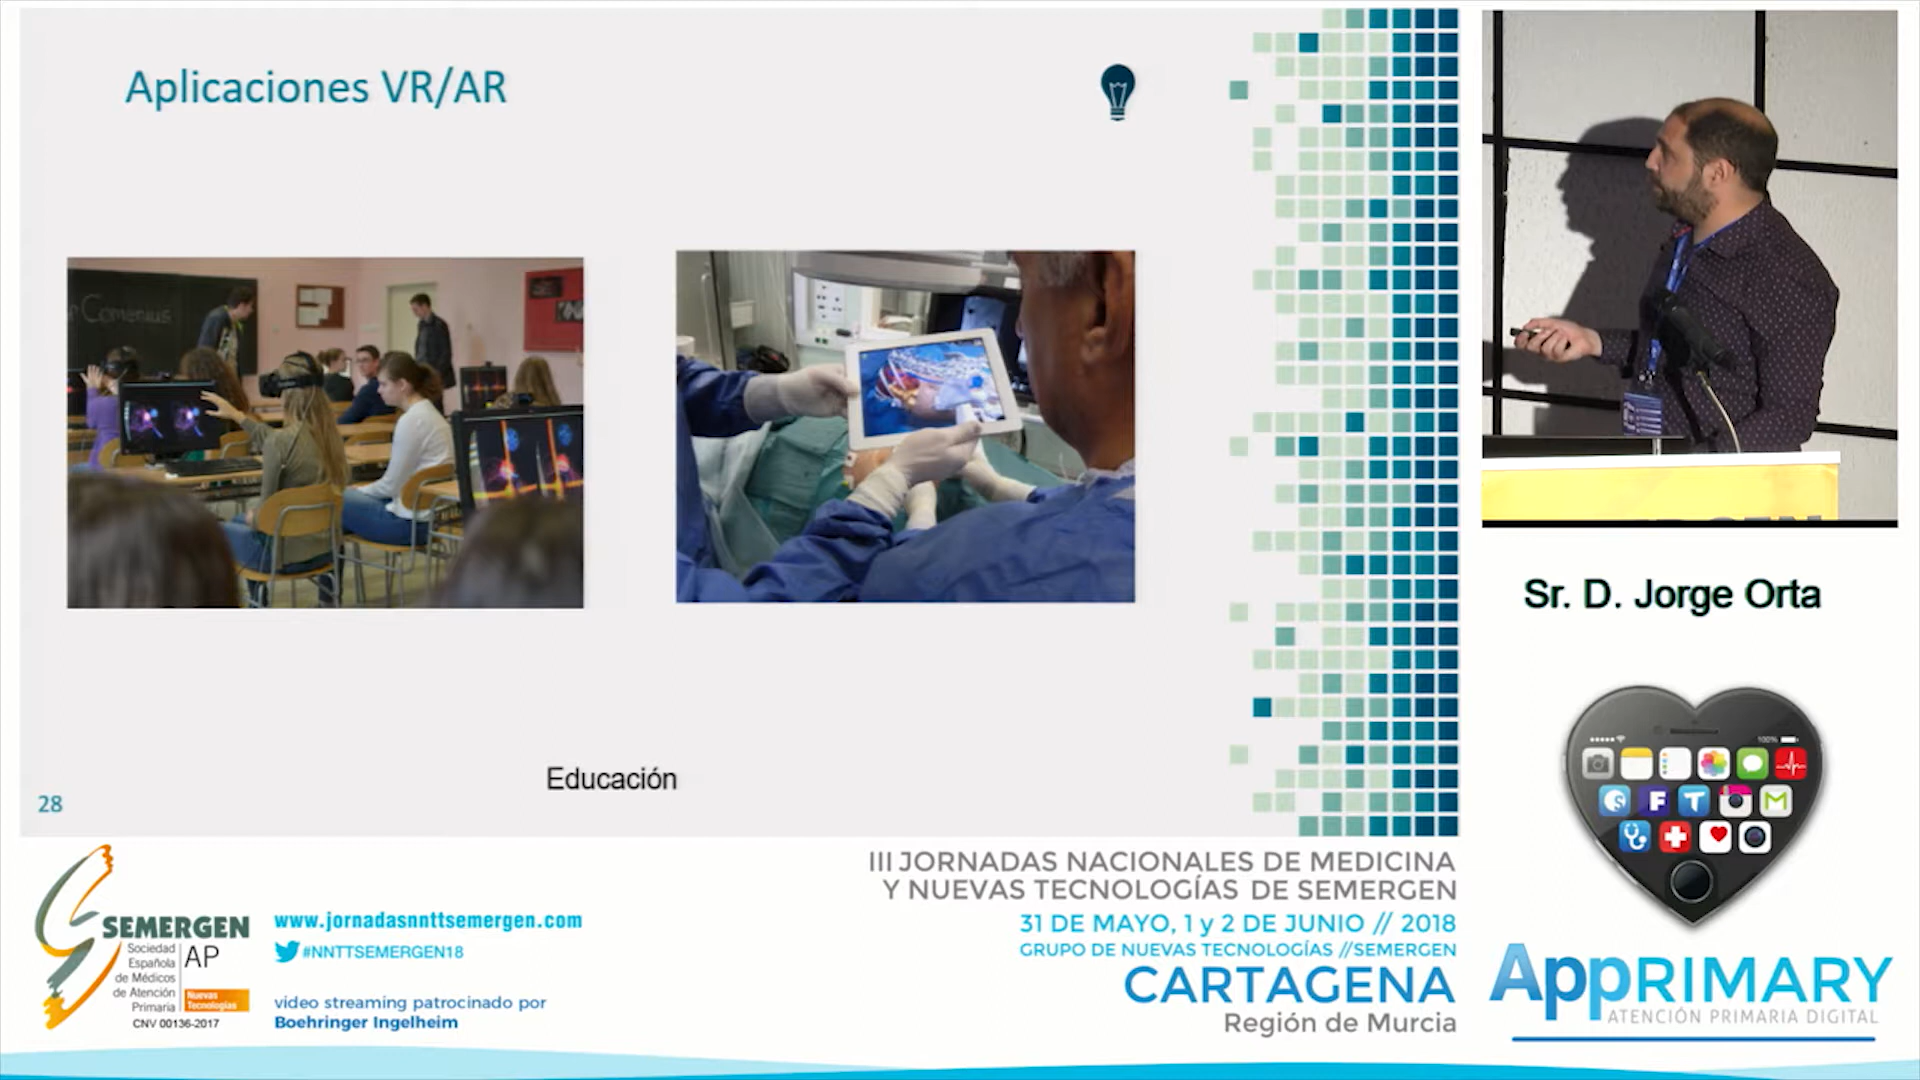 Aplicaciones VR/AR
Comenius
Educación
28
Sr. D. Jorge Orta
SEMERGEN
Sociedad
Española
de Médicos
de Atención
Primaria
AP
Nuevas
Tecnologías
CNV 00136-2017
www.jornadasnnttsemergen.com
#NNTTSEMERGEN18
video streaming patrocinado por
Boehringer Ingelheim
III JORNADAS NACIONALES DE MEDICINA
Y NUEVAS TECNOLOGÍAS DE SEMERGEN
31 DE MAYO, 1 y 2 DE JUNIO // 2018
GRUPO DE NUEVAS TECNOLOGÍAS //SEMERGEN
CARTAGENA
Región de Murcia
100%
F
T
M
AppRIMARY
ATENCIÓN PRIMARIA DIGITAL